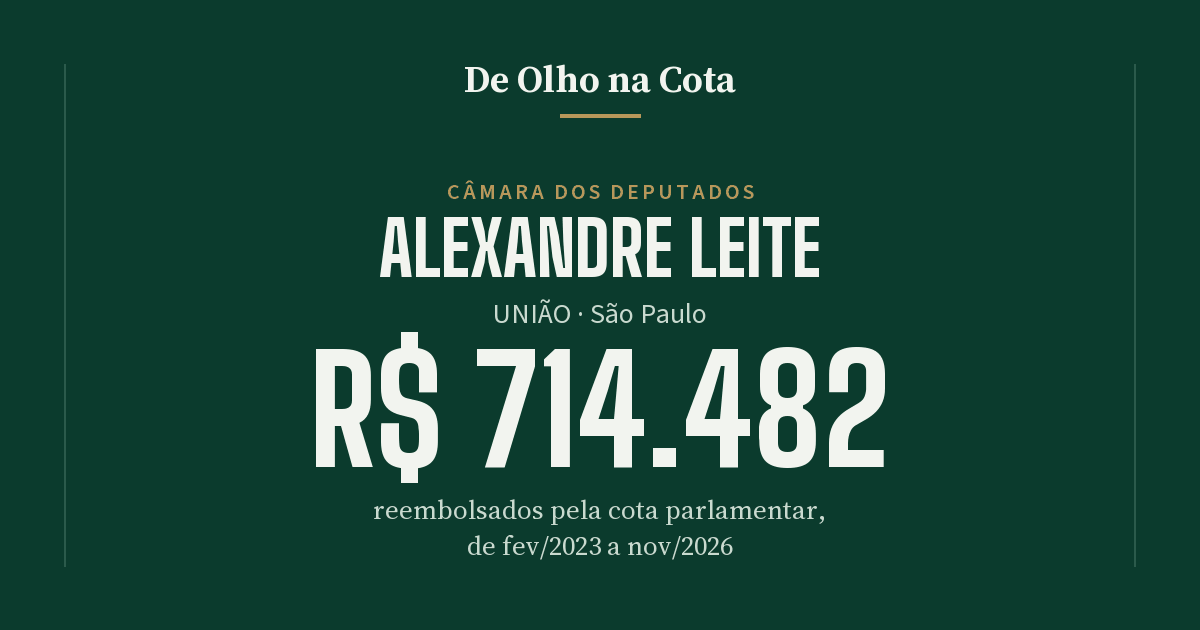 De Olho na Cota
CÂMARA DOS DEPUTADOS
ALEXANDRE LEITE
UNIÃO · São Paulo
R$ 714.482
reembolsados pela cota parlamentar,
de fev/2023 a nov/2026